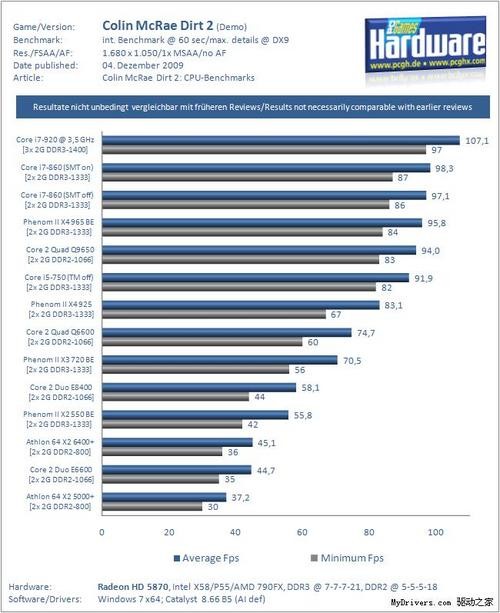 Game/Version: Colin McRae Dirt 2 (Demo)
Benchmark: int. Benchmark @ 60 sec/max. details @ DX9
Res./FSAA/AF: 1.680 x 1.050/1x MSAA/no AF
Date published: 04. Dezember 2009
Article: Colin McRae Dirt 2: CPU-Benchmarks
PC Games
Hardware
www.pcgh.de • www.pcghx.com
Resultate nicht unbedingt vergleichbar mit früheren Reviews/Results not necessarily comparable with earlier reviews
Core i7-920 @ 3,5 GHz
[3x 2G DDR3-1400]
107,1
97
Core i7-860 (SMT on)
[2x 2G DDR3-1333]
98,3
87
Core i7-860 (SMT off)
[2x 2G DDR3-1333]
97,1
86
Phenom II X4 965 BE
[2x 2G DDR3-1333]
95,8
84
Core 2 Quad Q9650
[2x 2G DDR2-1066]
94,0
83
Core i5-750 (TM off)
[2x 2G DDR3-1333]
91,9
82
Phenom II X4 925
[2x 2G DDR3-1333]
83,1
67
Core 2 Quad Q6600
[2x 2G DDR2-1066]
74,7
60
Phenom II X3 720 BE
[2x 2G DDR3-1333]
70,5
56
Core 2 Duo E8400
[2x 2G DDR2-1066]
58,1
44
Phenom II X2 550 BE
[2x 2G DDR3-1333]
55,8
42
Athlon 64 X2 6400+
[2x 2G DDR2-800]
45,1
36
Core 2 Duo E6600
[2x 2G DDR2-1066]
44,7
35
Athlon 64 X2 5000+
[2x 2G DDR2-800]
37,2
30
0 20 40 60 80 100
Average Fps Minimum Fps
Hardware: Radeon HD 5870, Intel X58/P55/AMD 790FX, DDR3 @ 7-7-7-21, DDR2 @ 5-5-5-18
Software/Drivers: Windows 7 x64; Catalyst 8.66 B5 (AI def)
MyDrivers.com 驱动之家